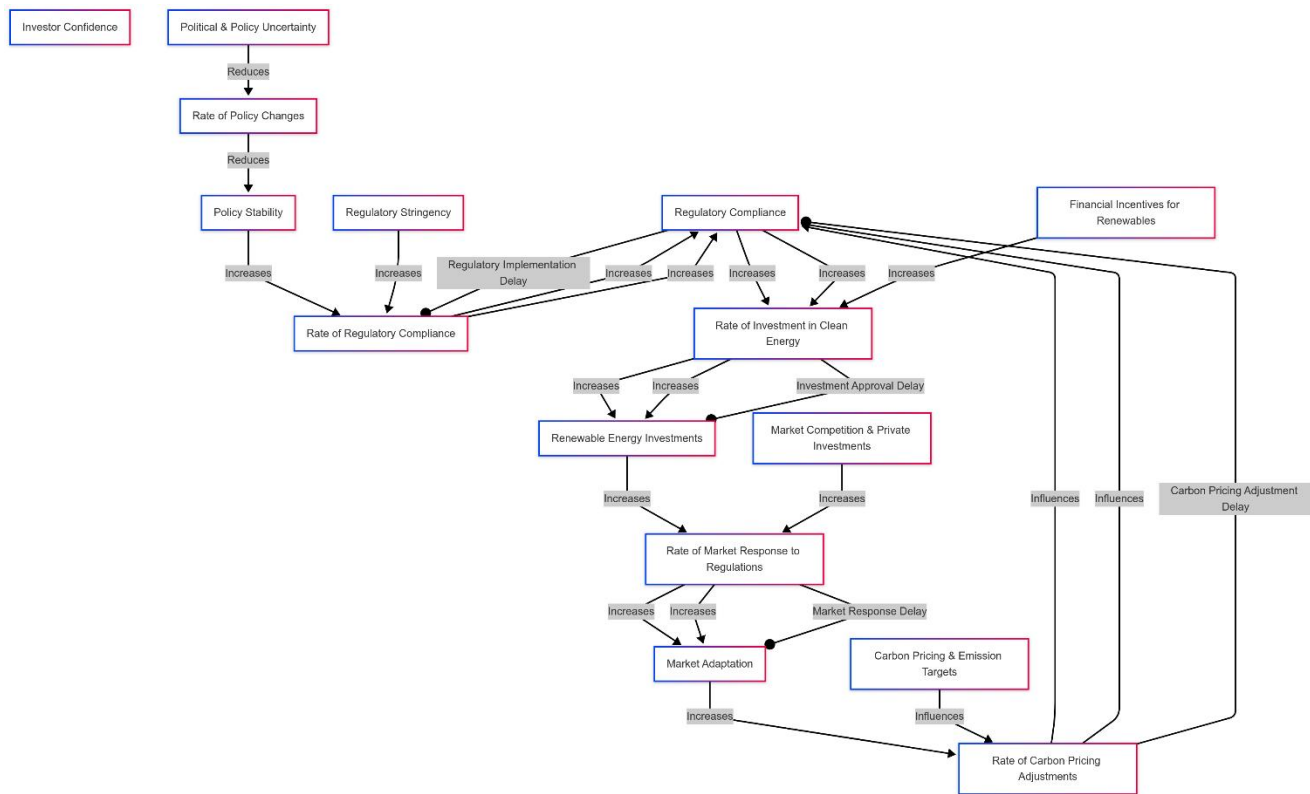 Investor Confidence
Political & Policy Uncertainty
Reduces
Rate of Policy Changes
Reduces
Policy Stability
Regulatory Stringency
Regulatory Compliance
Financial Incentives for
Renewables
Increases
Increases
Regulatory Implementation
Delay
Increases
Increases
Increases
Increases
Increases
Rate of Regulatory Compliance
Rate of Investment in Clean
Energy
Increases
Increases
Investment Approval Delay
Renewable Energy Investments
Market Competition & Private
Investments
Increases
Increases
Influences
Influences
Carbon Pricing Adjustment
Delay
Rate of Market Response to
Regulations
Increases
Increases
Market Response Delay
Market Adaptation
Carbon Pricing & Emission
Targets
Increases
Influences
Rate of Carbon Pricing
Adjustments